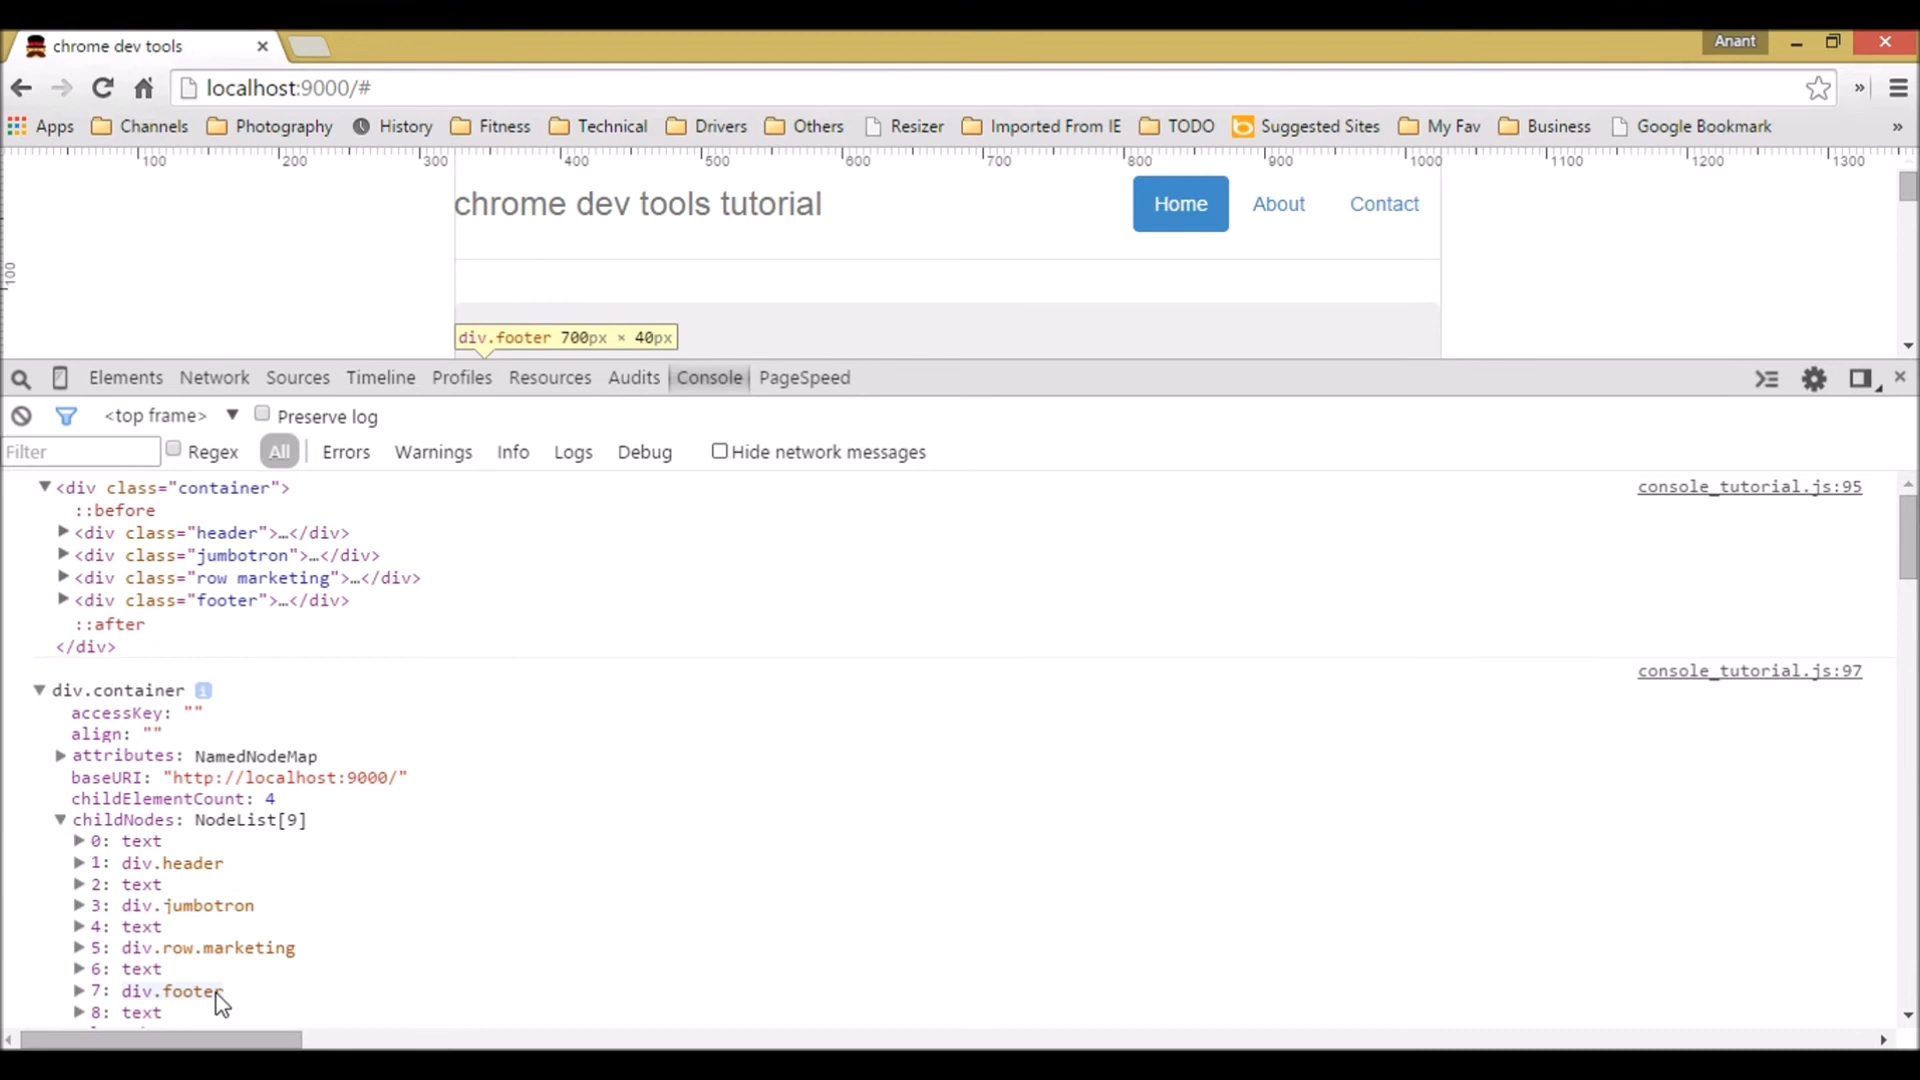 chrome dev tools
Anant
localhost:9000/#
Apps Channels Photography History Fitness Technical Drivers Others Resizer Imported From IE TODO Suggested Sites My Fav Business Google Bookmark »
100 200 300 400 500 600 700 800 900 1000 1100 1200 1300
100
chrome dev tools tutorial
Home About Contact
div.footer 700px × 40px
Elements Network Sources Timeline Profiles Resources Audits Console PageSpeed
<top frame> Preserve log
Filter Regex All Errors Warnings Info Logs Debug Hide network messages
<div class="container"> console_tutorial.js:95
::before
<div class="header">…</div>
<div class="jumbotron">…</div>
<div class="row marketing">…</div>
<div class="footer">…</div>
::after
</div>
console_tutorial.js:97
div.container i
accessKey: ""
align: ""
attributes: NamedNodeMap
baseURI: "http://localhost:9000/"
childElementCount: 4
childNodes: NodeList[9]
0: text
1: div.header
2: text
3: div.jumbotron
4: text
5: div.row.marketing
6: text
7: div.footer
8: text